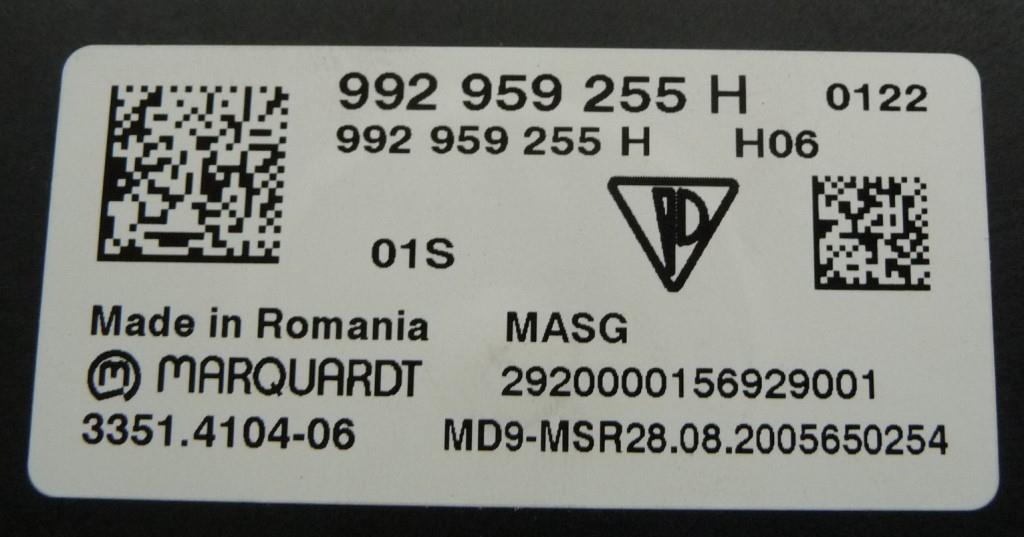 992 959 255 H 0122
992 959 255 H H06
01S
Made in Romania MASG
MARQUARDT 2920000156929001
3351.4104-06 MD9-MSR28.08.2005650254